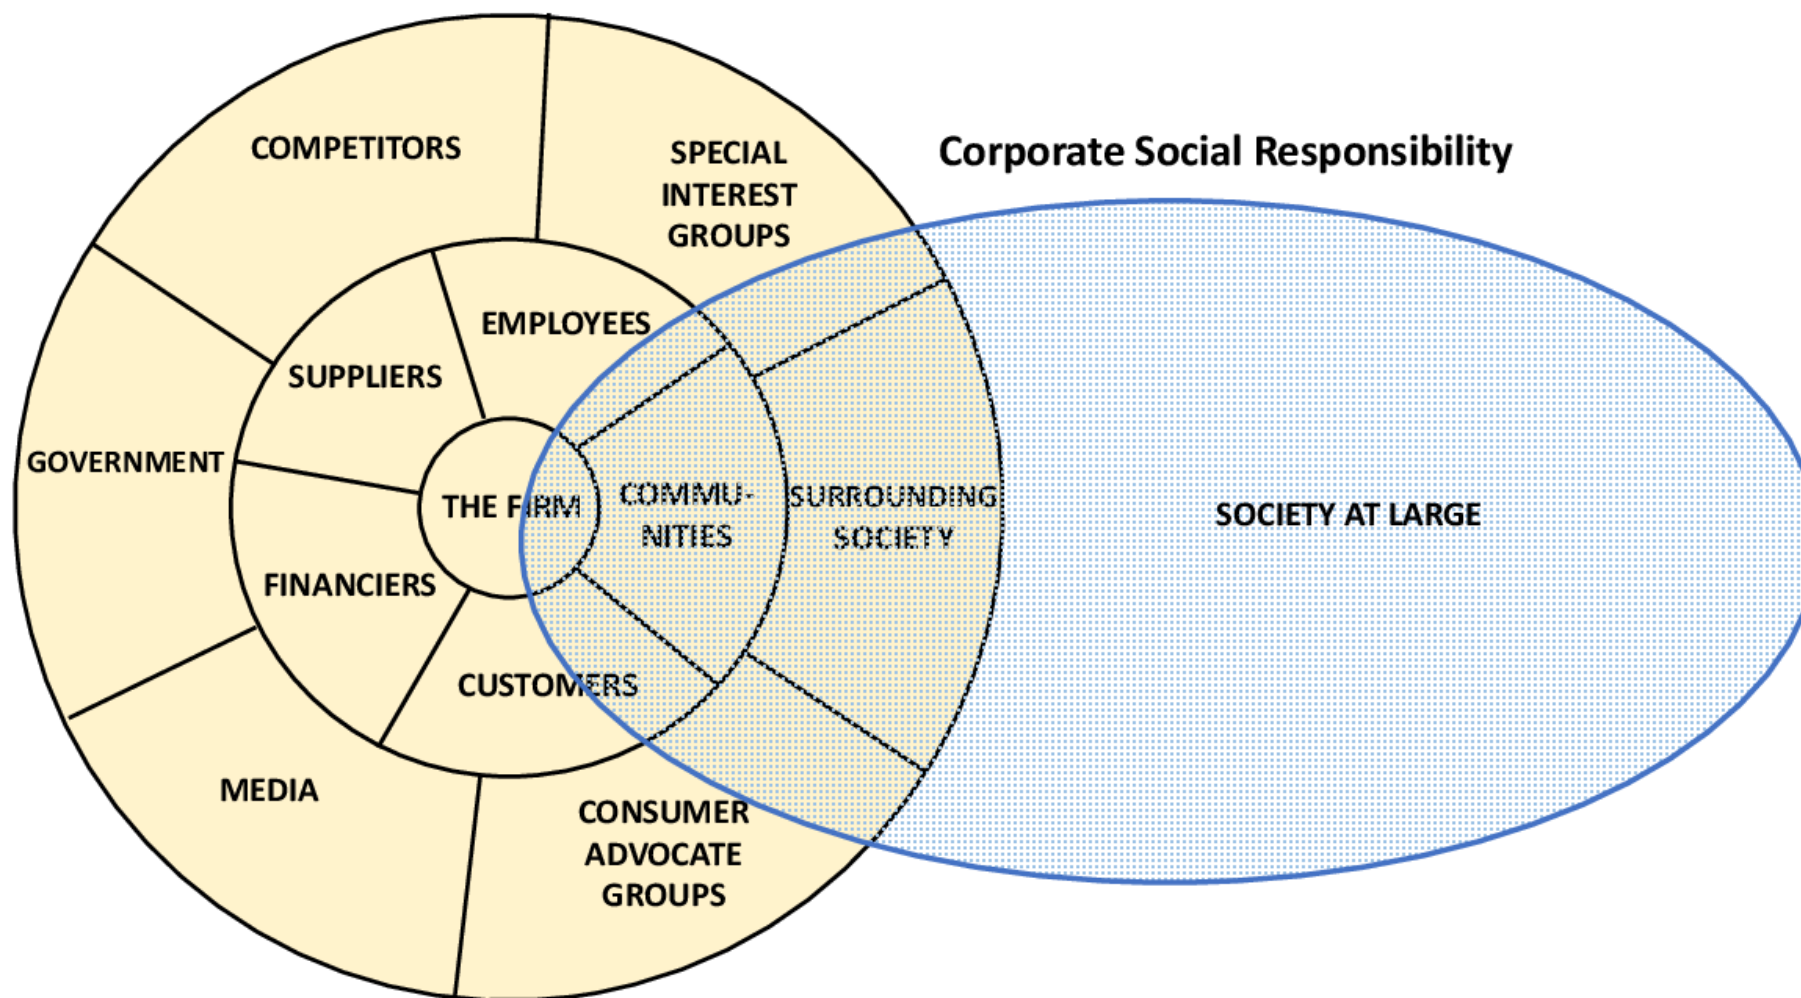 COMPETITORS
SPECIAL
INTEREST
GROUPS
Corporate Social Responsibility
EMPLOYEES
SUPPLIERS
GOVERNMENT
THE FIRM
COMMU-
NITIES
SURROUNDING
SOCIETY
SOCIETY AT LARGE
FINANCIERS
CUSTOMERS
MEDIA
CONSUMER
ADVOCATE
GROUPS